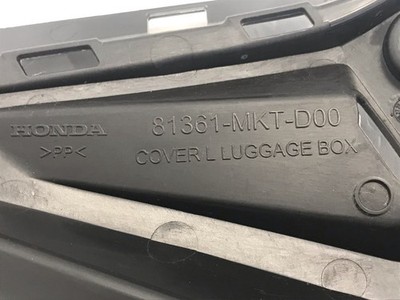 HONDA 81361-MKT-D00
>PP< COVER L LUGGAGE BOX